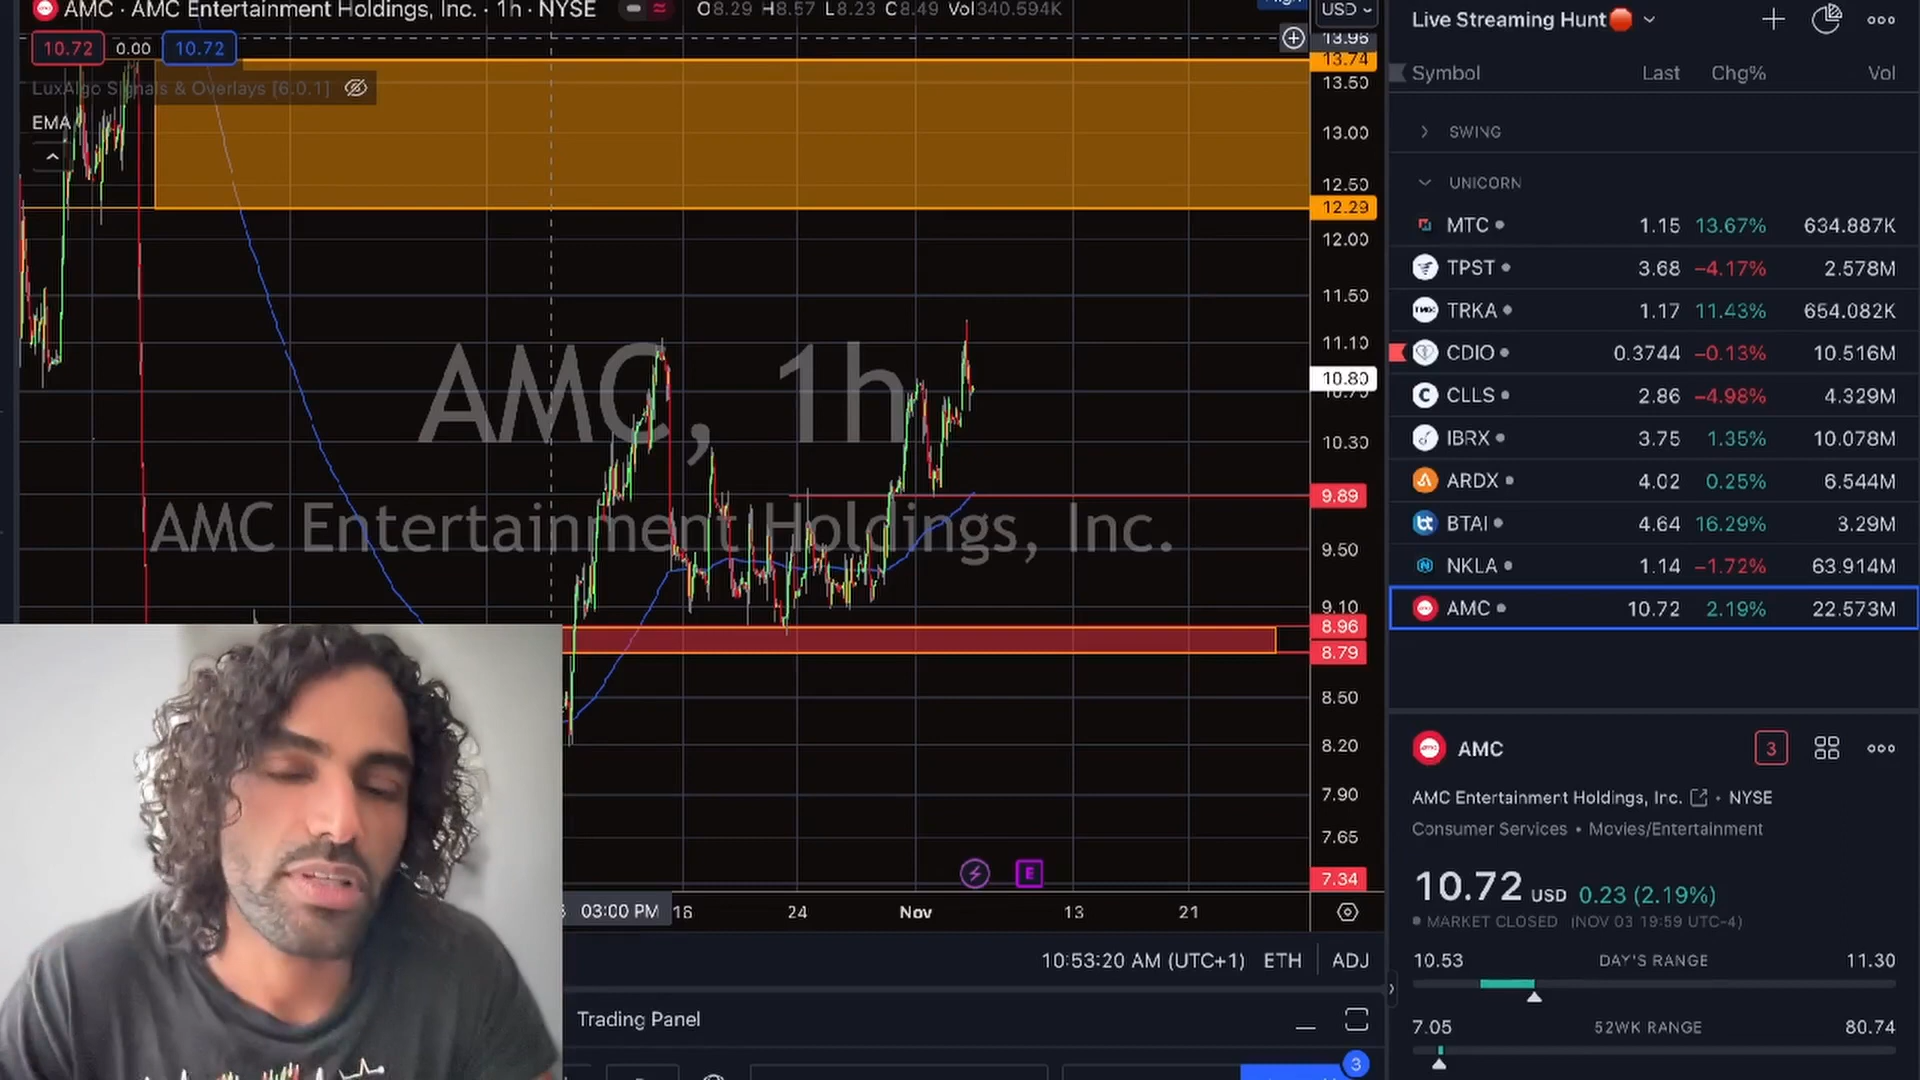 AMC · AMC Entertainment Holdings, Inc. · 1h · NYSE
O8.29 H8.57 L8.23 C8.49 Vol340.594K
10.72 0.00 10.72
LuxAlgo Signals & Overlays [6.0.1]
EMA
AMC, 1h
AMC Entertainment Holdings, Inc.
USD
13.96
13.74
13.50
13.00
12.50
12.29
12.00
11.50
11.10
10.80
10.30
9.89
9.50
9.10
8.96
8.79
8.50
8.20
7.90
7.65
7.34
E
03:00 PM 16 24 Nov 13 21
10:53:20 AM (UTC+1) ETH ADJ
Trading Panel
3
Live Streaming Hunt
Symbol Last Chg% Vol
SWING
UNICORN
MTC 1.15 13.67% 634.887K
TPST 3.68 −4.17% 2.578M
TRKA 1.17 11.43% 654.082K
CDIO 0.3744 −0.13% 10.516M
CLLS 2.86 −4.98% 4.329M
IBRX 3.75 1.35% 10.078M
ARDX 4.02 0.25% 6.544M
BTAI 4.64 16.29% 3.29M
NKLA 1.14 −1.72% 63.914M
AMC 10.72 2.19% 22.573M
AMC 3
AMC Entertainment Holdings, Inc. • NYSE
Consumer Services • Movies/Entertainment
10.72 USD 0.23 (2.19%)
MARKET CLOSED (NOV 03 19:59 UTC-4)
10.53 DAY'S RANGE 11.30
7.05 52WK RANGE 80.74